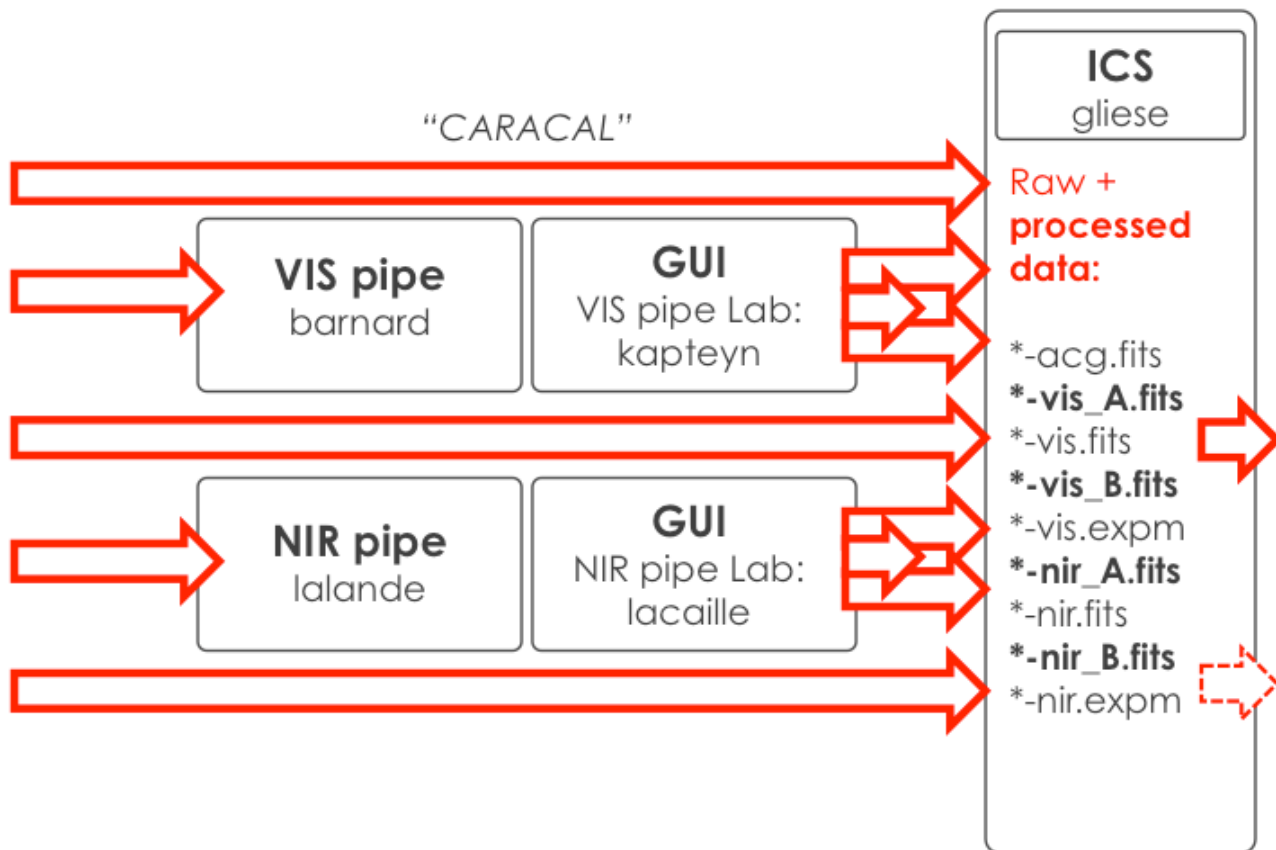 “CARACAL”
VIS pipe
barnard
GUI
VIS pipe Lab:
kapteyn
NIR pipe
lalande
GUI
NIR pipe Lab:
lacaille
ICS
gliese
Raw +
processed
data:
*-acg.fits
*-vis_A.fits
*-vis.fits
*-vis_B.fits
*-vis.expm
*-nir_A.fits
*-nir.fits
*-nir_B.fits
*-nir.expm